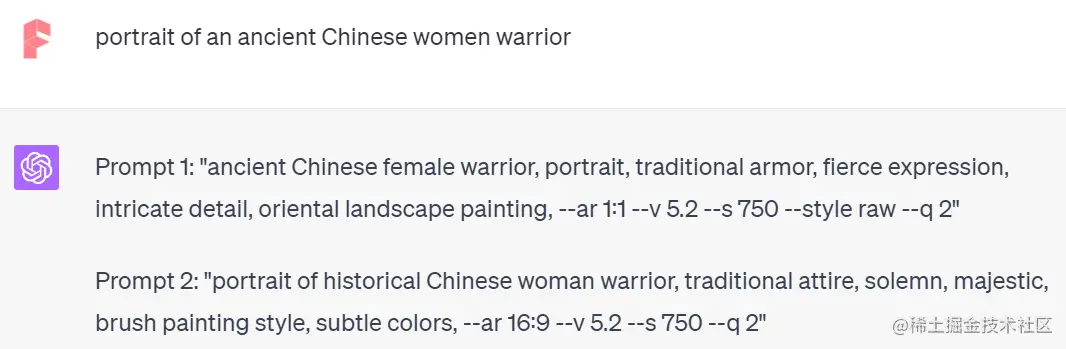 portrait of an ancient Chinese women warrior
Prompt 1: "ancient Chinese female warrior, portrait, traditional armor, fierce expression,
intricate detail, oriental landscape painting, --ar 1:1 --v 5.2 --s 750 --style raw --q 2"
Prompt 2: "portrait of historical Chinese woman warrior, traditional attire, solemn, majestic,
brush painting style, subtle colors, --ar 16:9 --v 5.2 --s 750 --q 2"
@稀土掘金技术社区